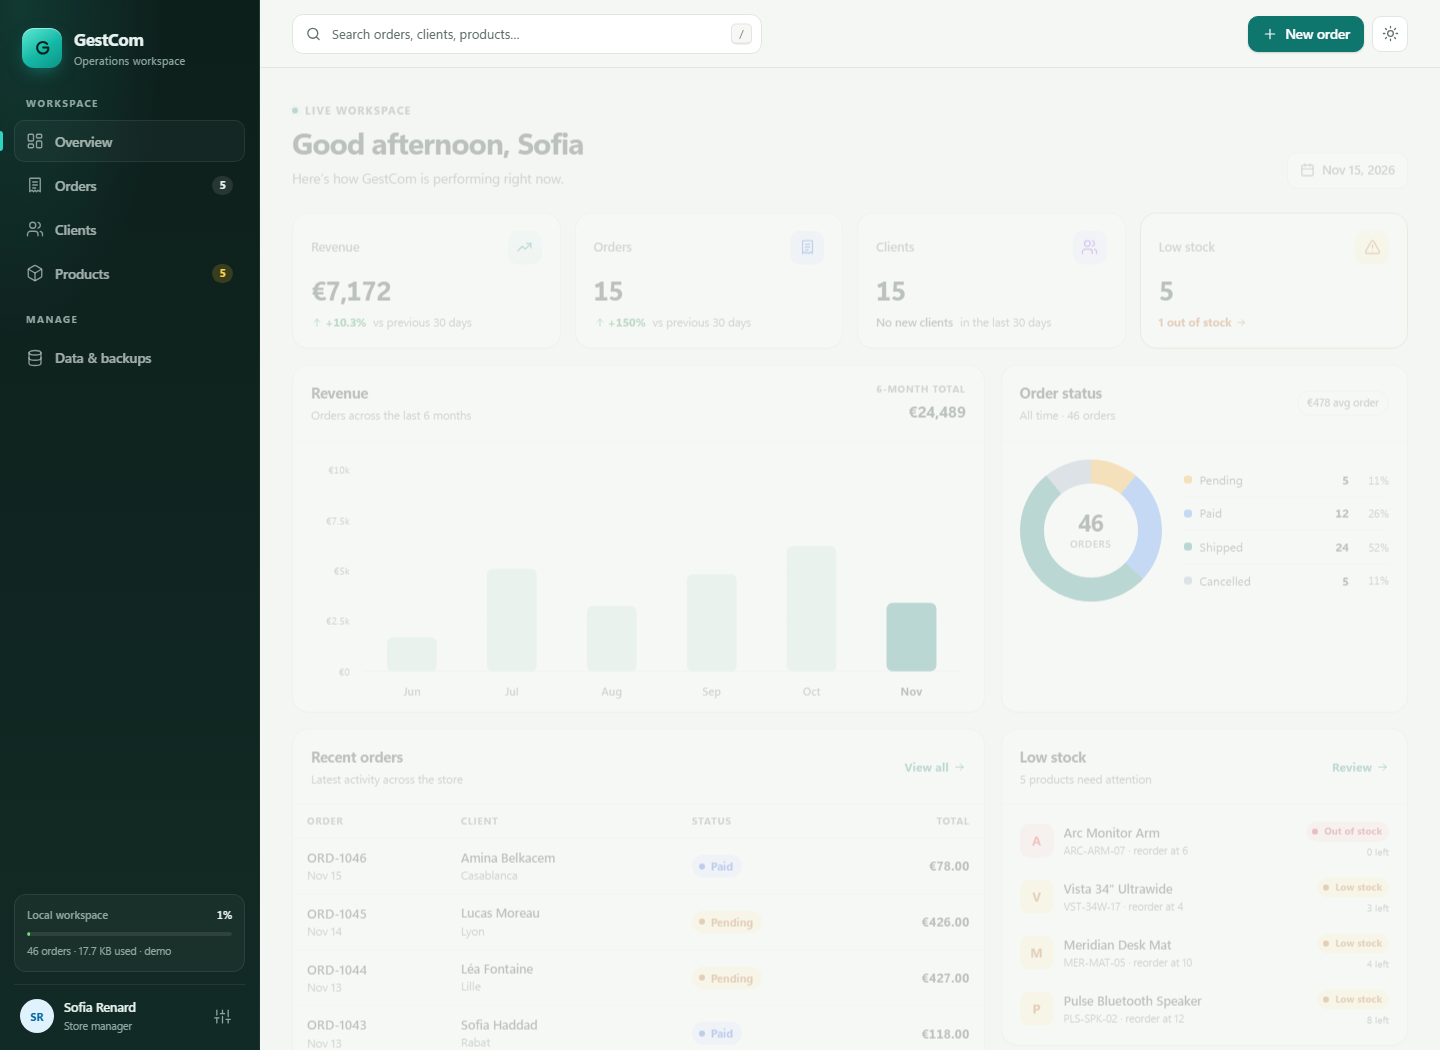 G
GestCom
Operations workspace
WORKSPACE
Overview
Orders 5
Clients
Products 5
MANAGE
Data & backups
Local workspace 1%
46 orders · 17.7 KB used · demo
SR
Sofia Renard
Store manager
Search orders, clients, products... /
New order
LIVE WORKSPACE
Good afternoon, Sofia
Here's how GestCom is performing right now.
Nov 15, 2026
Revenue
€7,172
↑ +10.3% vs previous 30 days
Orders
15
↑ +150% vs previous 30 days
Clients
15
No new clients in the last 30 days
Low stock
5
1 out of stock →
Revenue
Orders across the last 6 months
6-MONTH TOTAL
€24,489
€10k
€7.5k
€5k
€2.5k
€0
Jun Jul Aug Sep Oct Nov
Order status
All time · 46 orders
€478 avg order
46
ORDERS
Pending 5 11%
Paid 12 26%
Shipped 24 52%
Cancelled 5 11%
Recent orders
Latest activity across the store
View all →
ORDER CLIENT STATUS TOTAL
ORD-1046 Amina Belkacem Paid €78.00
Nov 15 Casablanca
ORD-1045 Lucas Moreau Pending €426.00
Nov 14 Lyon
ORD-1044 Léa Fontaine Pending €427.00
Nov 13 Lille
ORD-1043 Sofia Haddad Paid €118.00
Nov 13 Rabat
Low stock
5 products need attention
Review →
A
Arc Monitor Arm Out of stock
ARC-ARM-07 · reorder at 6 0 left
V
Vista 34" Ultrawide Low stock
VST-34W-17 · reorder at 4 3 left
M
Meridian Desk Mat Low stock
MER-MAT-05 · reorder at 10 4 left
P
Pulse Bluetooth Speaker Low stock
PLS-SPK-02 · reorder at 12 8 left